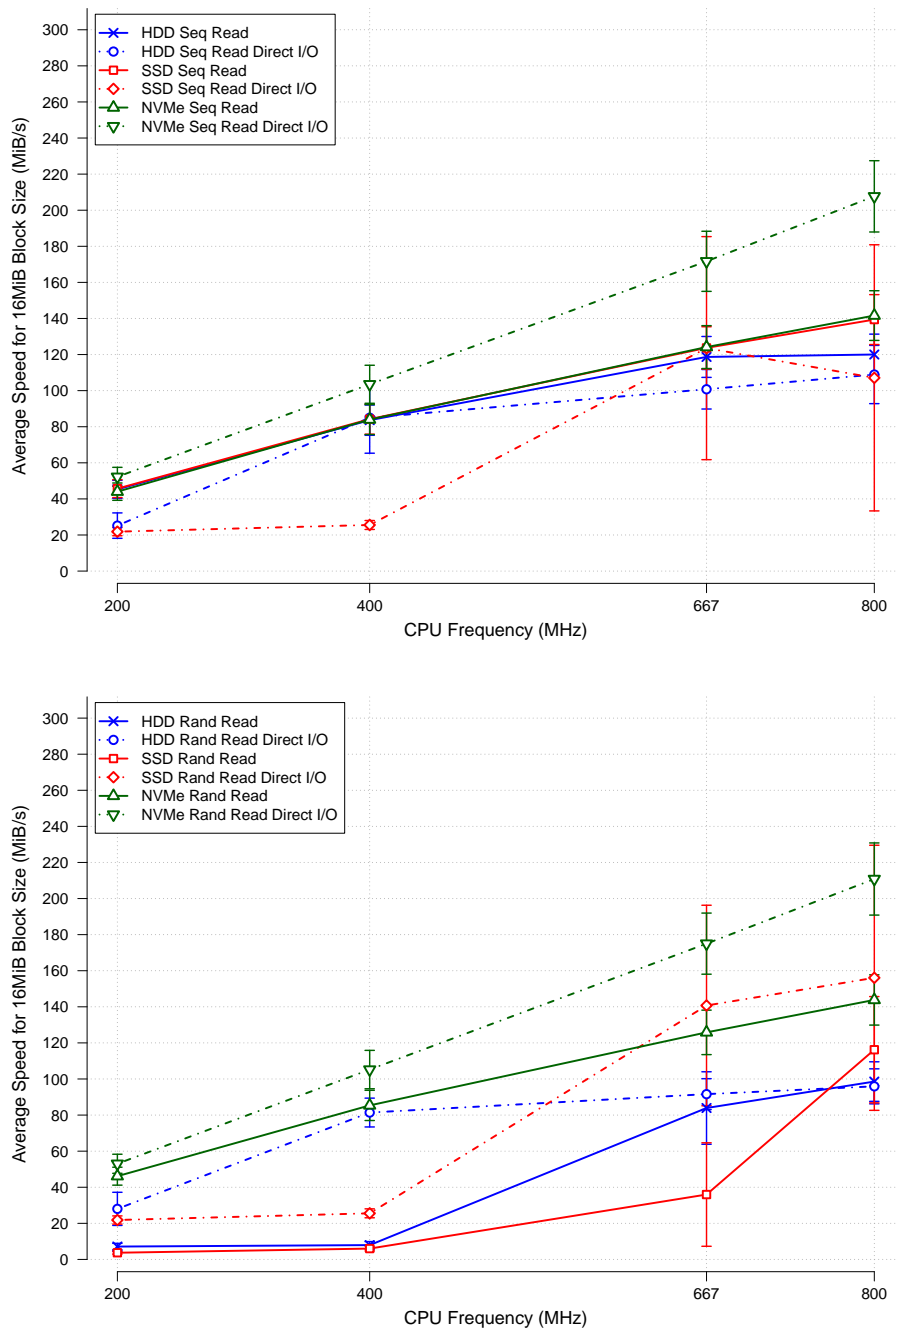 Average Speed for 16MiB Block Size (MiB/s)
300
280
260
240
220
200
180
160
140
120
100
80
60
40
20
0
HDD Seq Read
HDD Seq Read Direct I/O
SSD Seq Read
SSD Seq Read Direct I/O
NVMe Seq Read
NVMe Seq Read Direct I/O
200 400 667 800
CPU Frequency (MHz)
Average Speed for 16MiB Block Size (MiB/s)
300
280
260
240
220
200
180
160
140
120
100
80
60
40
20
0
HDD Rand Read
HDD Rand Read Direct I/O
SSD Rand Read
SSD Rand Read Direct I/O
NVMe Rand Read
NVMe Rand Read Direct I/O
200 400 667 800
CPU Frequency (MHz)